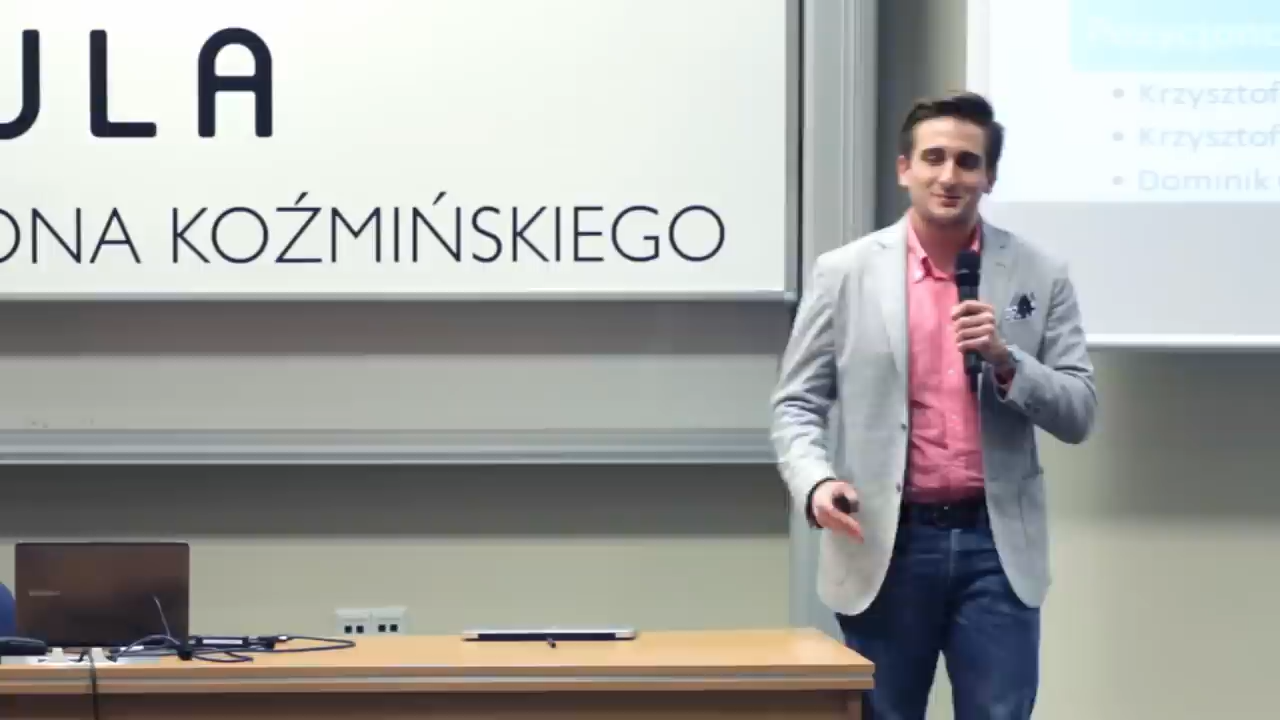 ULA
ONA KOŹMIŃSKIEGO
Krzysztof
Krzysztof
Dominik